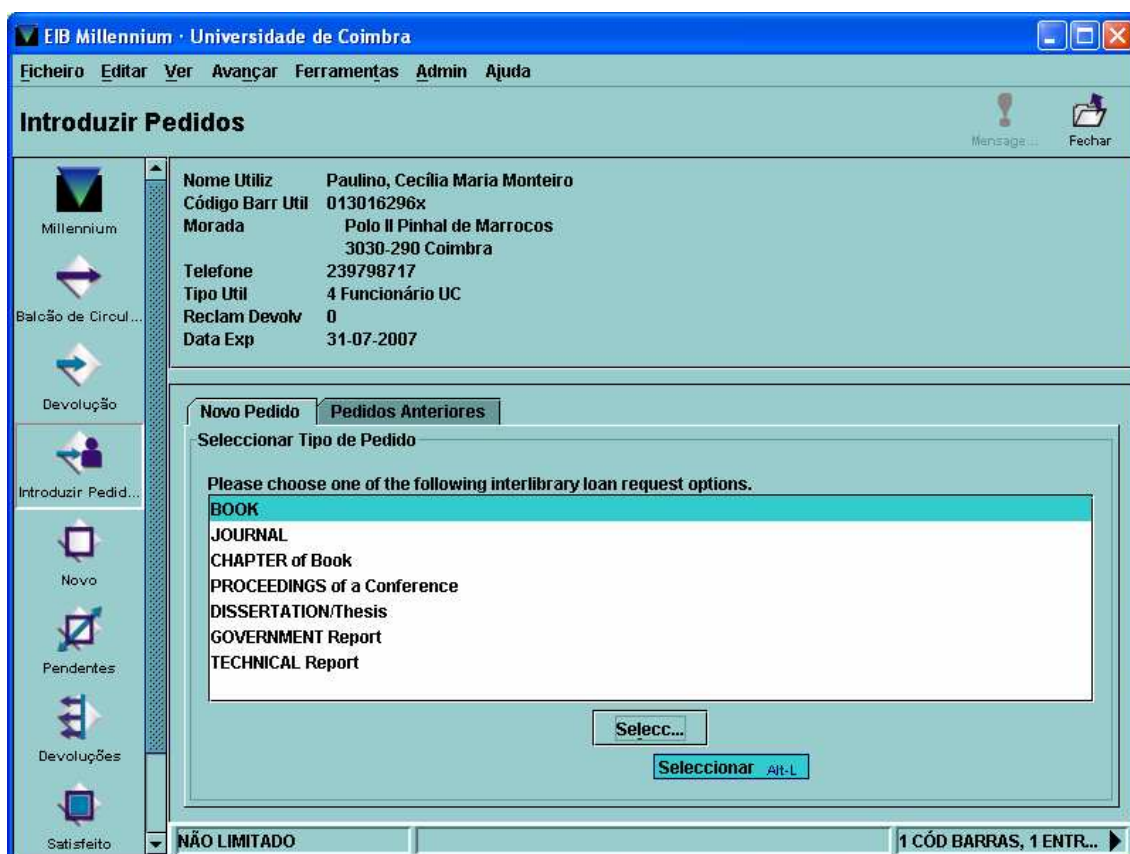 EIB Millennium · Universidade de Coimbra
Ficheiro Editar Ver Avançar Ferramentas Admin Ajuda
Introduzir Pedidos
Mensage...
Fechar
Millennium
Balcão de Circul...
Devolução
Introduzir Pedid...
Novo
Pendentes
Devoluções
Satisfeito
Nome Utiliz Paulino, Cecília Maria Monteiro
Código Barr Util 013016296x
Morada Polo II Pinhal de Marrocos
3030-290 Coimbra
Telefone 239798717
Tipo Util 4 Funcionário UC
Reclam Devolv 0
Data Exp 31-07-2007
Novo Pedido Pedidos Anteriores
Seleccionar Tipo de Pedido
Please choose one of the following interlibrary loan request options.
BOOK
JOURNAL
CHAPTER of Book
PROCEEDINGS of a Conference
DISSERTATION/Thesis
GOVERNMENT Report
TECHNICAL Report
Selecc...
Seleccionar Alt-L
NÃO LIMITADO
1 CÓD BARRAS, 1 ENTR...